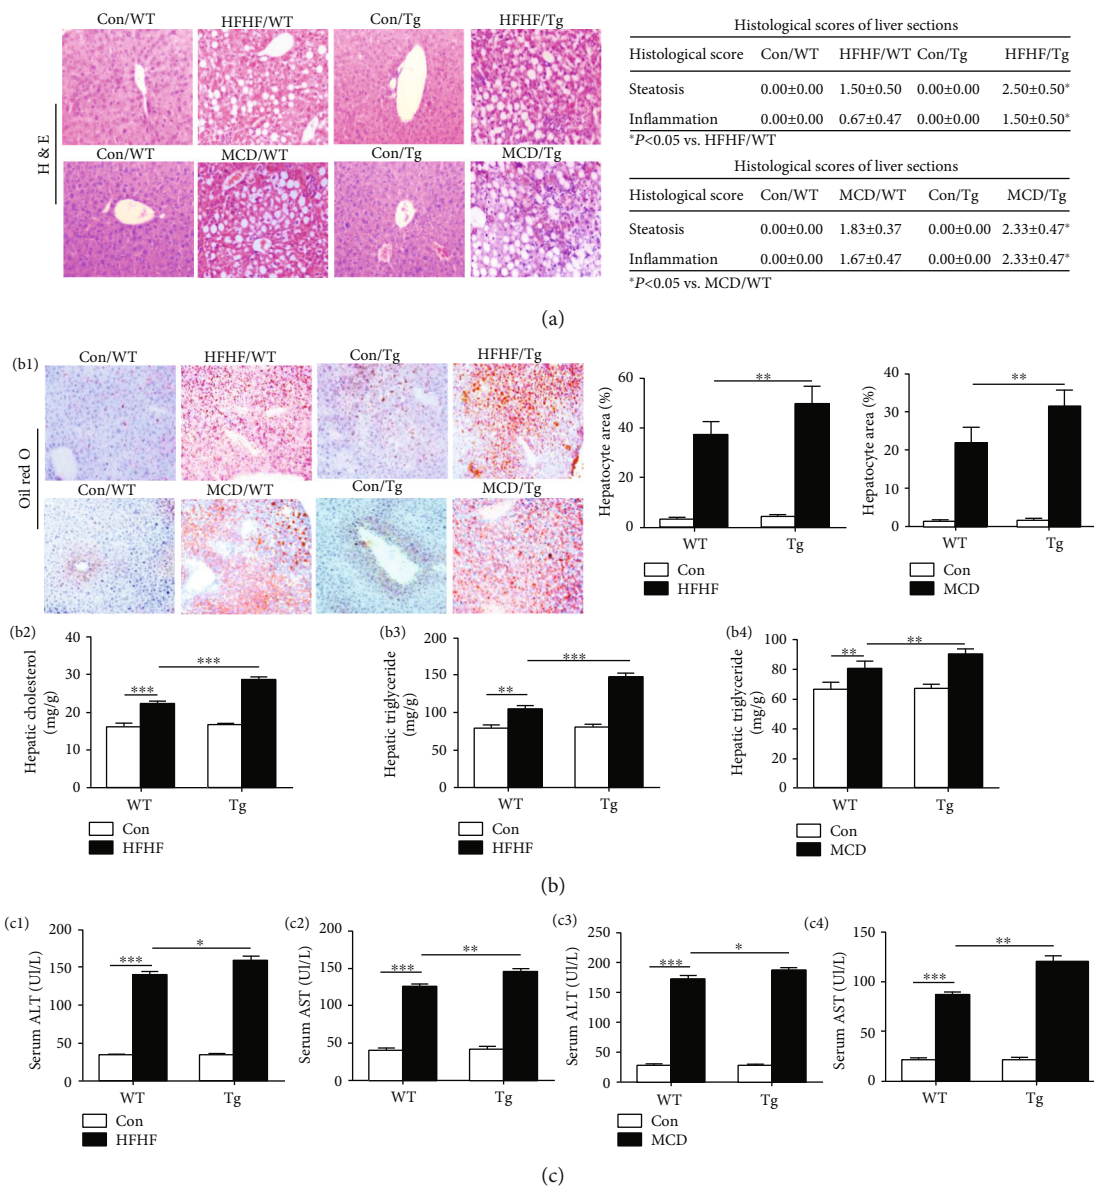 Con/WT HFHF/WT Con/Tg HFHF/Tg
H & E
Con/WT MCD/WT Con/Tg MCD/Tg
Histological scores of liver sections
Histological score Con/WT HFHF/WT Con/Tg HFHF/Tg
Steatosis 0.00±0.00 1.50±0.50 0.00±0.00 2.50±0.50*
Inflammation 0.00±0.00 0.67±0.47 0.00±0.00 1.50±0.50*
*P<0.05 vs. HFHF/WT
Histological scores of liver sections
Histological score Con/WT MCD/WT Con/Tg MCD/Tg
Steatosis 0.00±0.00 1.83±0.37 0.00±0.00 2.33±0.47*
Inflammation 0.00±0.00 1.67±0.47 0.00±0.00 2.33±0.47*
*P<0.05 vs. MCD/WT
(a)
(b1)
Con/WT HFHF/WT Con/Tg HFHF/Tg
Oil red O
Con/WT MCD/WT Con/Tg MCD/Tg
Hepatocyte area (%)
60
40
20
0
**
WT Tg
Con
HFHF
Hepatocyte area (%)
40
30
20
10
0
**
WT Tg
Con
MCD
(b2)
Hepatic cholesterol
(mg/g)
40
30
20
10
0
***
***
WT Tg
Con
HFHF
(b3)
Hepatic triglyceride
(mg/g)
200
150
100
50
0
***
**
WT Tg
Con
HFHF
(b4)
Hepatic triglyceride
(mg/g)
100
80
60
40
20
0
**
**
WT Tg
Con
MCD
(b)
(c1)
Serum ALT (Ul/L)
200
150
100
50
0
*
***
WT Tg
Con
HFHF
(c2)
Serum AST (Ul/L)
200
150
100
50
0
**
***
WT Tg
Con
HFHF
(c3)
Serum ALT (Ul/L)
250
200
150
100
50
0
*
***
WT Tg
Con
MCD
(c4)
Serum AST (Ul/L)
150
100
50
0
**
***
WT Tg
Con
MCD
(c)